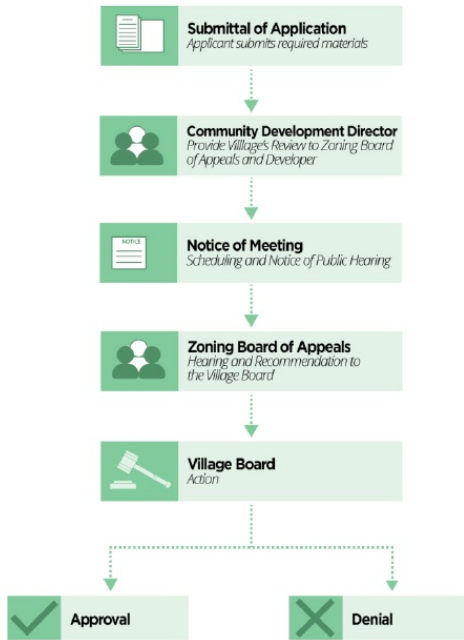 Submittal of Application
Applicant submits required materials
Community Development Director
Provide Villlage's Review to Zoning Board
of Appeals and Developer
NOTICE
Notice of Meeting
Scheduling and Notice of Public Hearing
Zoning Board of Appeals
Hearing and Recommendation to
the Village Board
Village Board
Action
Approval
Denial